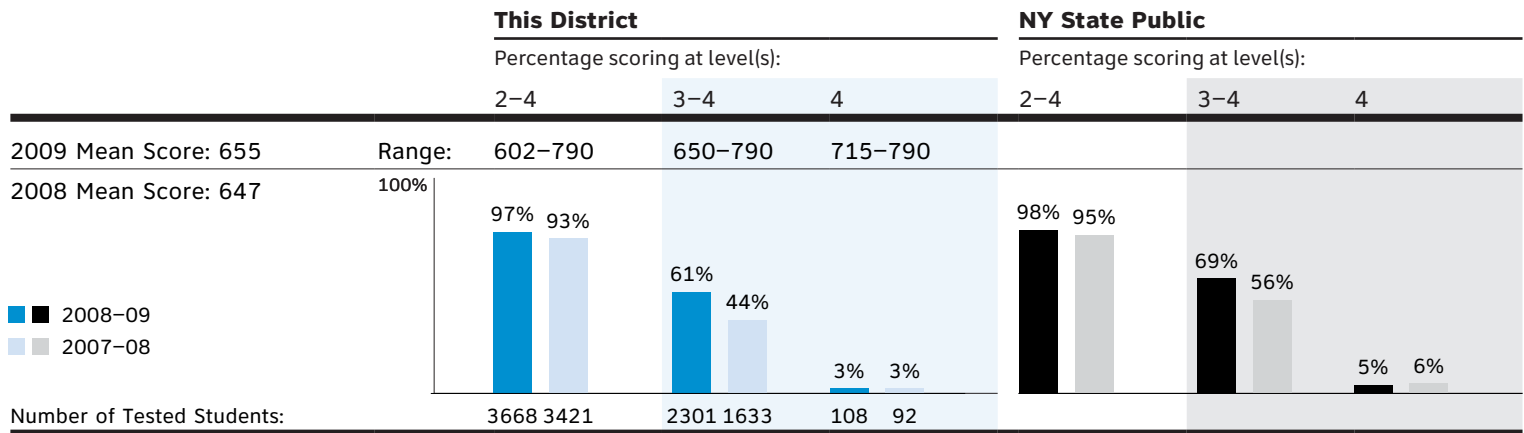 This District NY State Public
Percentage scoring at level(s): Percentage scoring at level(s):
2–4 3–4 4 2–4 3–4 4
2009 Mean Score: 655 Range: 602–790 650–790 715–790
2008 Mean Score: 647 100%
97% 93% 98% 95%
61% 44% 69% 56%
3% 3% 5% 6%
2008–09
2007–08
Number of Tested Students: 3668 3421 2301 1633 108 92